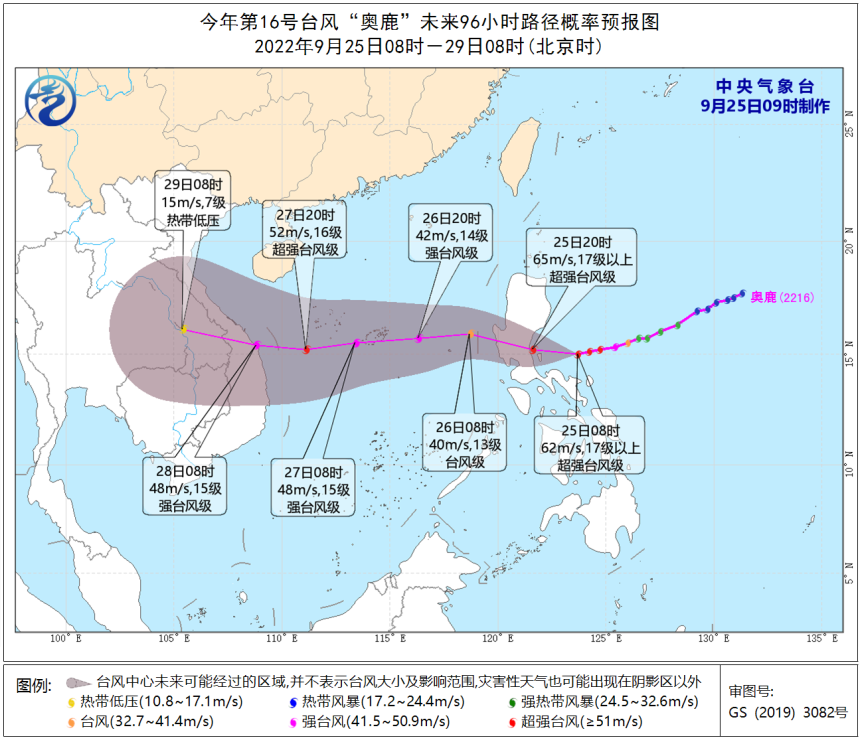 今年第16号台风“奥鹿”未来96小时路径概率预报图
2022年9月25日08时－29日08时(北京时)
中央气象台
9月25日09时制作
29日08时
15m/s,7级
热带低压
27日20时
52m/s,16级
超强台风级
26日20时
42m/s,14级
强台风级
25日20时
65m/s,17级以上
超强台风级
奥鹿(2216)
28日08时
48m/s,15级
强台风级
27日08时
48m/s,15级
强台风级
26日08时
40m/s,13级
台风级
25日08时
62m/s,17级以上
超强台风级
25°N
20°N
15°N
10°N
5°N
100°E
105°E
110°E
115°E
120°E
125°E
130°E
135°E
图例:
台风中心未来可能经过的区域,并不表示台风大小及影响范围,灾害性天气也可能出现在阴影区以外
热带低压(10.8~17.1m/s)
热带风暴(17.2~24.4m/s)
强热带风暴(24.5~32.6m/s)
台风(32.7~41.4m/s)
强台风(41.5~50.9m/s)
超强台风(≥51m/s)
审图号:
GS (2019) 3082号